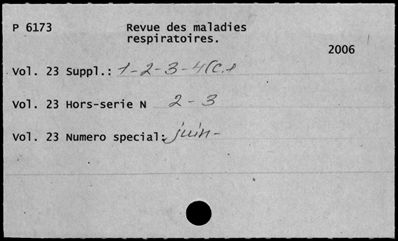 P 6173 Revue des maladies
respiratoires.
2006
Vol. 23 Suppl.: 1-2-3-4(C.1
Vol. 23 Hors-serie N 2-3
Vol. 23 Numero special: juin-